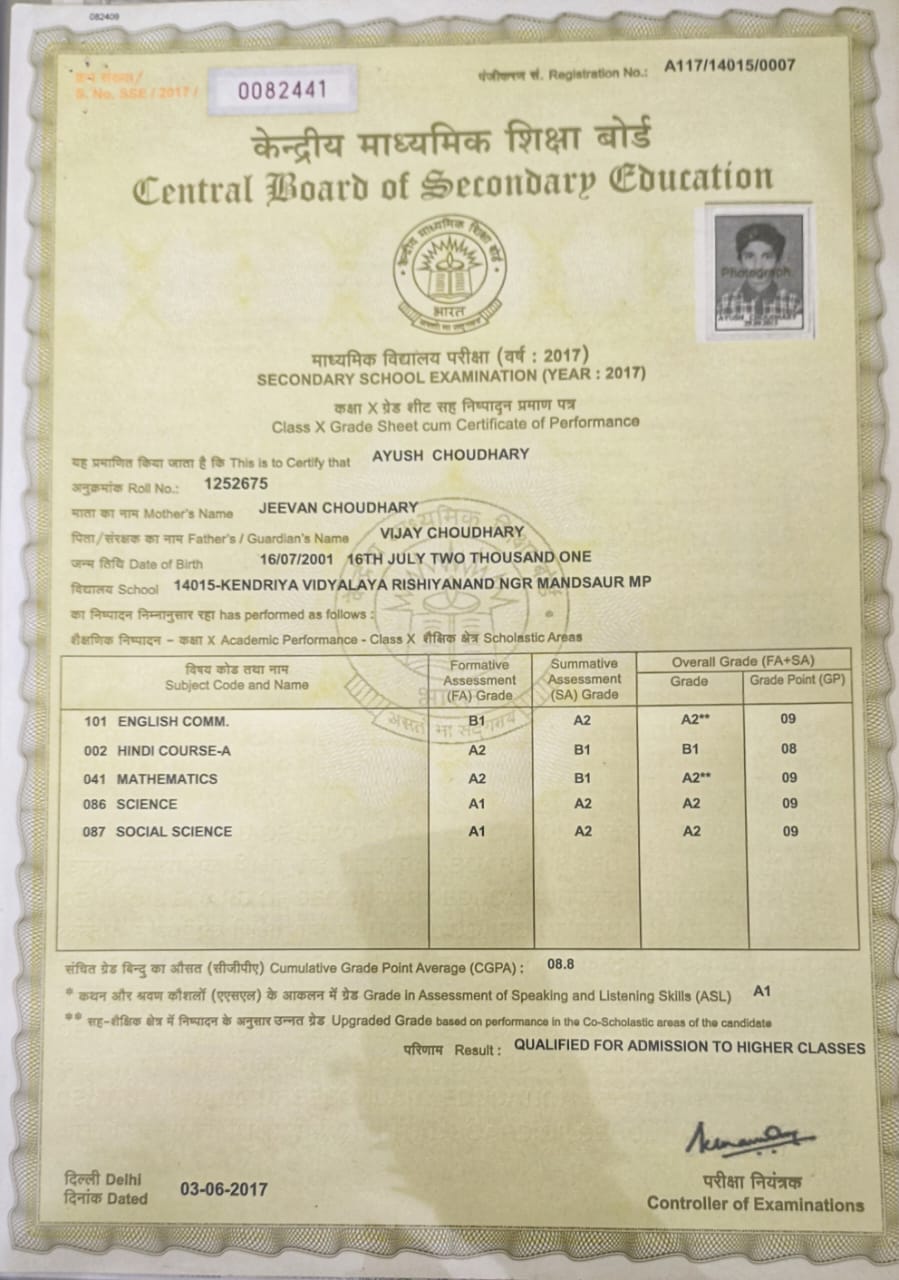 082409
क्रम संख्या/
S. No. SSE / 2017 /
0082441
पंजीकरण सं. Registration No.: A117/14015/0007
केन्द्रीय माध्यमिक शिक्षा बोर्ड
Central Board of Secondary Education
केन्द्रीय माध्यमिक शिक्षा बोर्ड
भारत
असतो मा सद्गमय
Photograph
AYUSH CHOUDHARY
माध्यमिक विद्यालय परीक्षा (वर्ष : 2017)
SECONDARY SCHOOL EXAMINATION (YEAR : 2017)
कक्षा X ग्रेड शीट सह निष्पादन प्रमाण पत्र
Class X Grade Sheet cum Certificate of Performance
यह प्रमाणित किया जाता है कि This is to Certify that AYUSH CHOUDHARY
अनुक्रमांक Roll No.: 1252675
माता का नाम Mother's Name JEEVAN CHOUDHARY
पिता/संरक्षक का नाम Father's / Guardian's Name VIJAY CHOUDHARY
जन्म तिथि Date of Birth 16/07/2001 16TH JULY TWO THOUSAND ONE
विद्यालय School 14015-KENDRIYA VIDYALAYA RISHIYANAND NGR MANDSAUR MP
का निष्पादन निम्नानुसार रहा has performed as follows :
शैक्षणिक निष्पादन – कक्षा X Academic Performance - Class X शैक्षिक क्षेत्र Scholastic Areas
विषय कोड तथा नाम
Subject Code and Name
Formative Assessment (FA) Grade
Summative Assessment (SA) Grade
Overall Grade (FA+SA)
Grade Grade Point (GP)
101 ENGLISH COMM. B1 A2 A2** 09
002 HINDI COURSE-A A2 B1 B1 08
041 MATHEMATICS A2 B1 A2** 09
086 SCIENCE A1 A2 A2 09
087 SOCIAL SCIENCE A1 A2 A2 09
संचित ग्रेड बिन्दु का औसत (सीजीपीए) Cumulative Grade Point Average (CGPA) : 08.8
* कथन और श्रवण कौशलों (एएसएल) के आकलन में ग्रेड Grade in Assessment of Speaking and Listening Skills (ASL) A1
** सह-शैक्षिक क्षेत्र में निष्पादन के अनुसार उन्नत ग्रेड Upgraded Grade based on performance in the Co-Scholastic areas of the candidate
परिणाम Result : QUALIFIED FOR ADMISSION TO HIGHER CLASSES
दिल्ली Delhi
दिनांक Dated 03-06-2017
परीक्षा नियंत्रक
Controller of Examinations